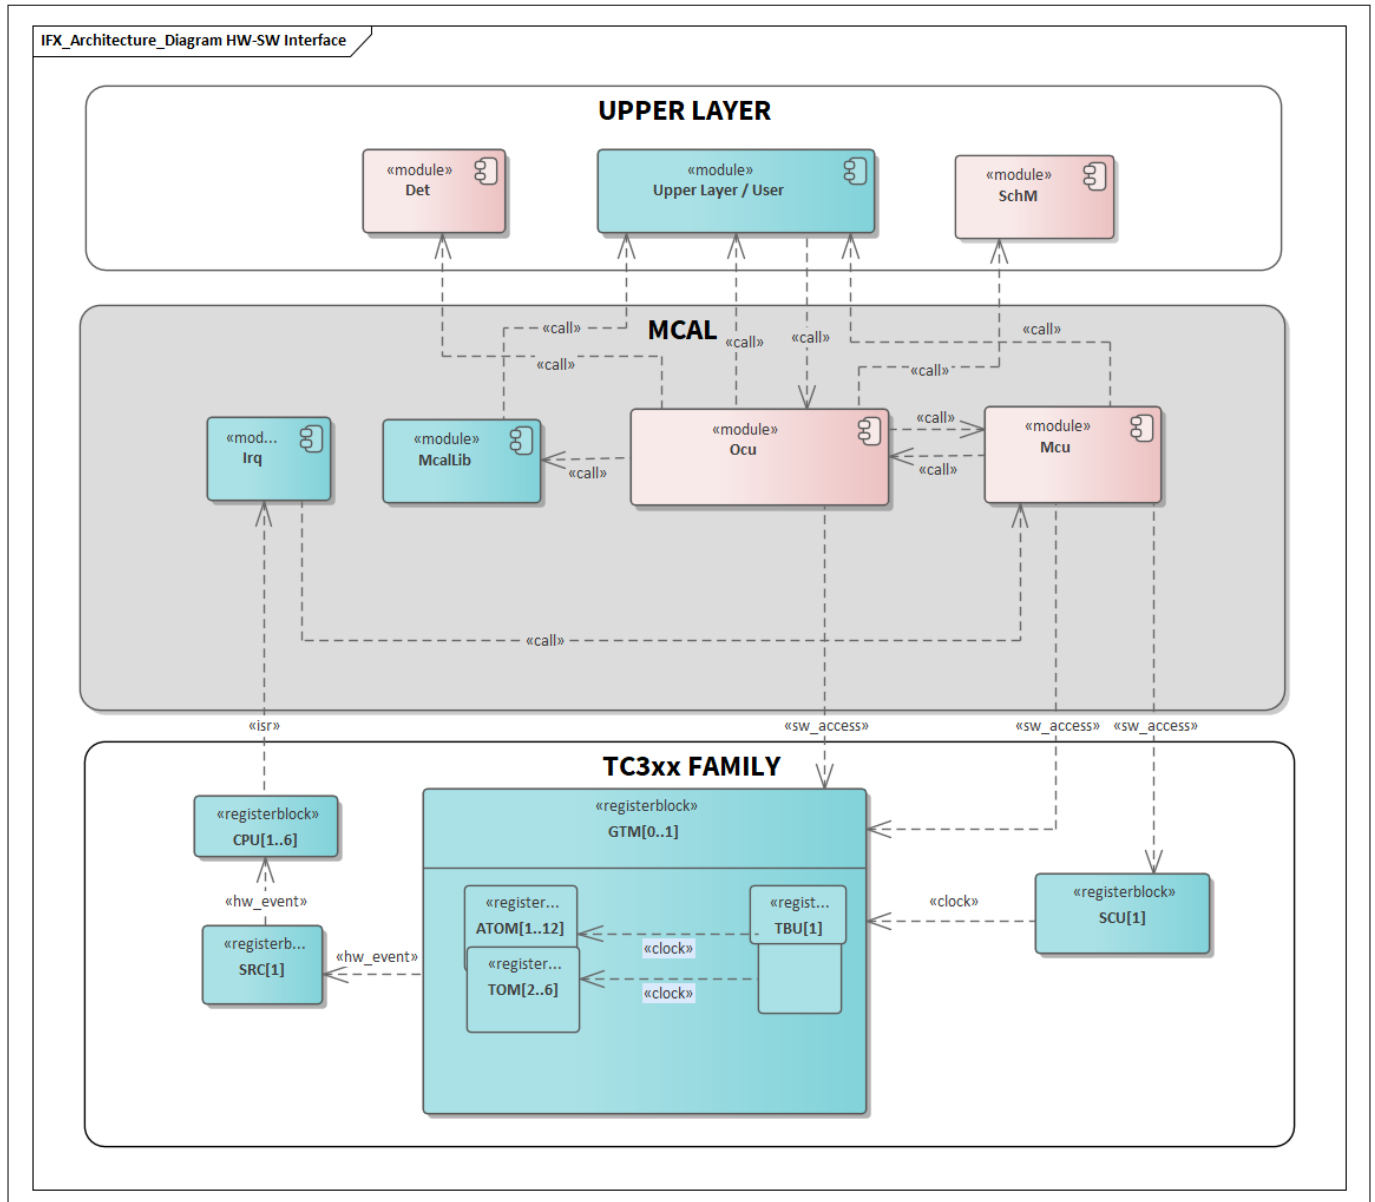 IFX_Architecture_Diagram HW-SW Interface
UPPER LAYER
«module»
Det
«module»
Upper Layer / User
«module»
SchM
MCAL
«call»
«call»
«call»
«call»
«call»
«call»
«mod...
Irq
«module»
McalLib
«module»
Ocu
«module»
Mcu
«call»
«call»
«call»
«call»
«isr»
«sw_access»
«sw_access»
«sw_access»
TC3xx FAMILY
«registerblock»
CPU[1..6]
«registerblock»
GTM[0..1]
«hw_event»
«registerb...
SRC[1]
«hw_event»
«register...
ATOM[1..12]
«register...
TOM[2..6]
«regist...
TBU[1]
«clock»
«clock»
«clock»
«registerblock»
SCU[1]